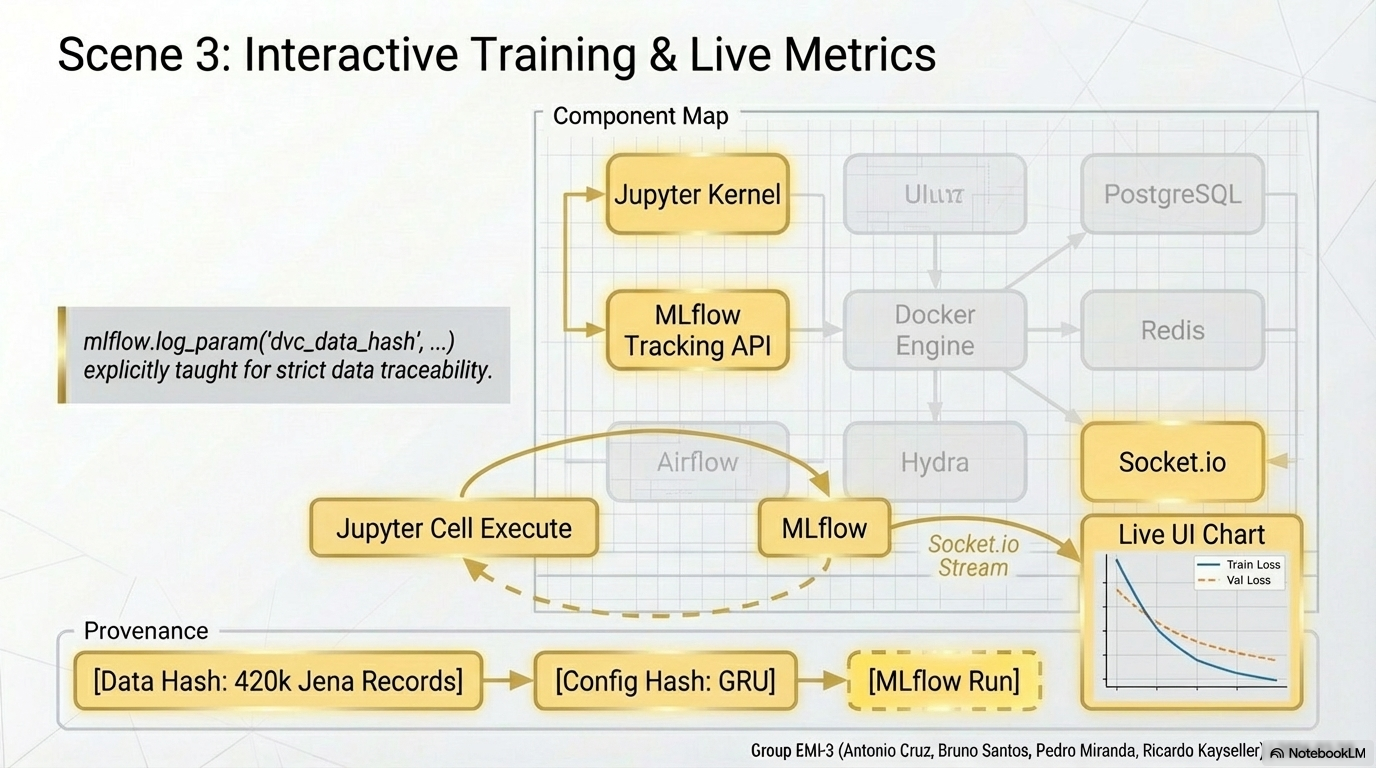 Scene 3: Interactive Training & Live Metrics
Component Map
Jupyter Kernel
PostgreSQL
mlflow.log_param('dvc_data_hash', ...)
explicitly taught for strict data traceability.
MLflow
Tracking API
Docker
Engine
Redis
Airflow
Hydra
Socket.io
Jupyter Cell Execute
MLflow
Socket.io
Stream
Live UI Chart
Train Loss
Val Loss
Provenance
[Data Hash: 420k Jena Records]
[Config Hash: GRU]
[MLflow Run]
Group EMI-3 (Antonio Cruz, Bruno Santos, Pedro Miranda, Ricardo Kayseller)
NotebookLM